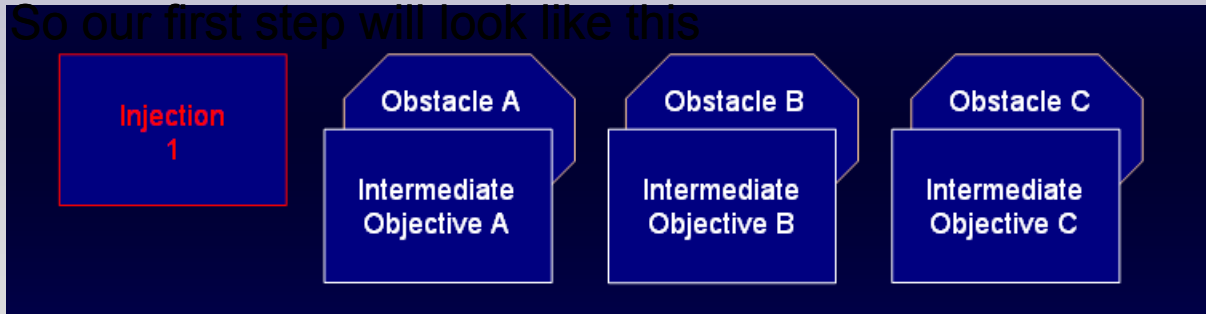 So our first step will look like this
Injection
1
Obstacle A
Intermediate
Objective A
Obstacle B
Intermediate
Objective B
Obstacle C
Intermediate
Objective C